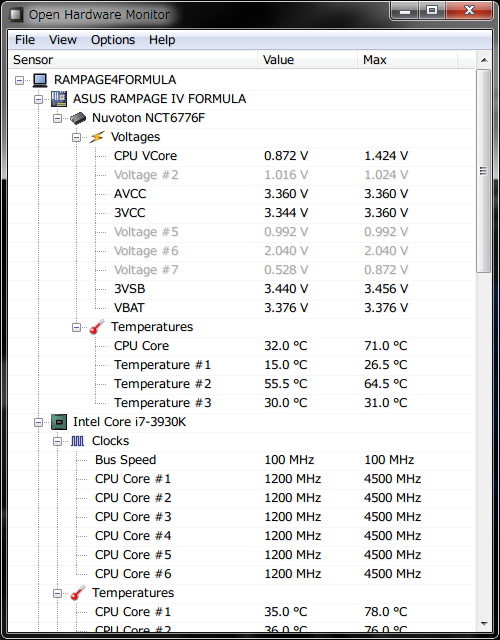 Open Hardware Monitor
File View Options Help
Sensor Value Max
RAMPAGE4FORMULA
ASUS RAMPAGE IV FORMULA
Nuvoton NCT6776F
Voltages
CPU VCore 0.872 V 1.424 V
Voltage #2 1.016 V 1.024 V
AVCC 3.360 V 3.360 V
3VCC 3.344 V 3.360 V
Voltage #5 0.992 V 0.992 V
Voltage #6 2.040 V 2.040 V
Voltage #7 0.528 V 0.872 V
3VSB 3.440 V 3.456 V
VBAT 3.376 V 3.376 V
Temperatures
CPU Core 32.0 °C 71.0 °C
Temperature #1 15.0 °C 26.5 °C
Temperature #2 55.5 °C 64.5 °C
Temperature #3 30.0 °C 31.0 °C
Intel Core i7-3930K
Clocks
Bus Speed 100 MHz 100 MHz
CPU Core #1 1200 MHz 4500 MHz
CPU Core #2 1200 MHz 4500 MHz
CPU Core #3 1200 MHz 4500 MHz
CPU Core #4 1200 MHz 4500 MHz
CPU Core #5 1200 MHz 4500 MHz
CPU Core #6 1200 MHz 4500 MHz
Temperatures
CPU Core #1 35.0 °C 78.0 °C
CPU Core #2 36.0 °C 76.0 °C